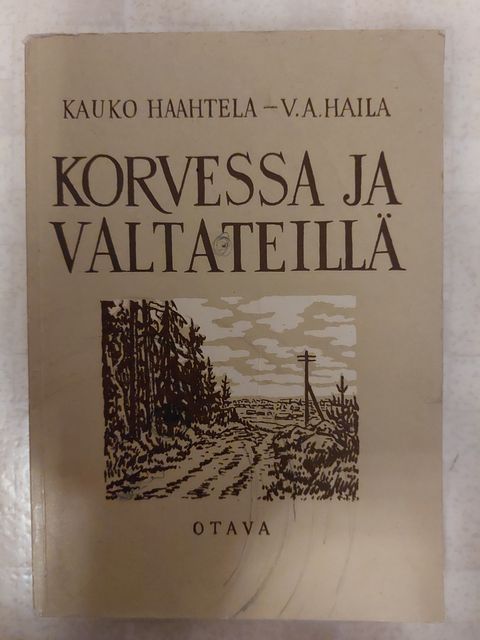 KAUKO HAAHTELA – V.A. HAILA
KORVESSA JA
VALTATEILLÄ
OTAVA